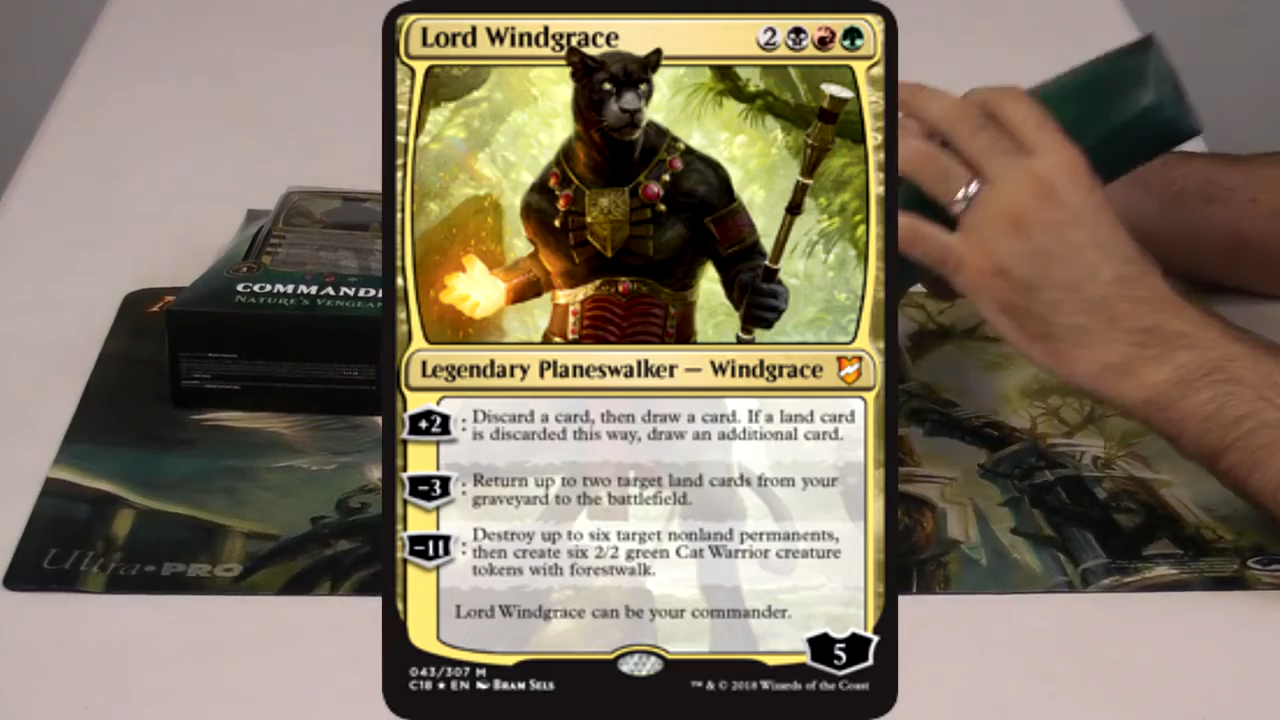 Lord Windgrace
2
COMMAND
NATURE'S VENGEAN
Legendary Planeswalker — Windgrace
+2 : Discard a card, then draw a card. If a land card
is discarded this way, draw an additional card.
-3 : Return up to two target land cards from your
graveyard to the battlefield.
-11 : Destroy up to six target nonland permanents,
then create six 2/2 green Cat Warrior creature
tokens with forestwalk.
Lord Windgrace can be your commander.
5
043/307 M
C18 ★ EN Bram Sels
™ & © 2018 Wizards of the Coast
Ultra•PRO